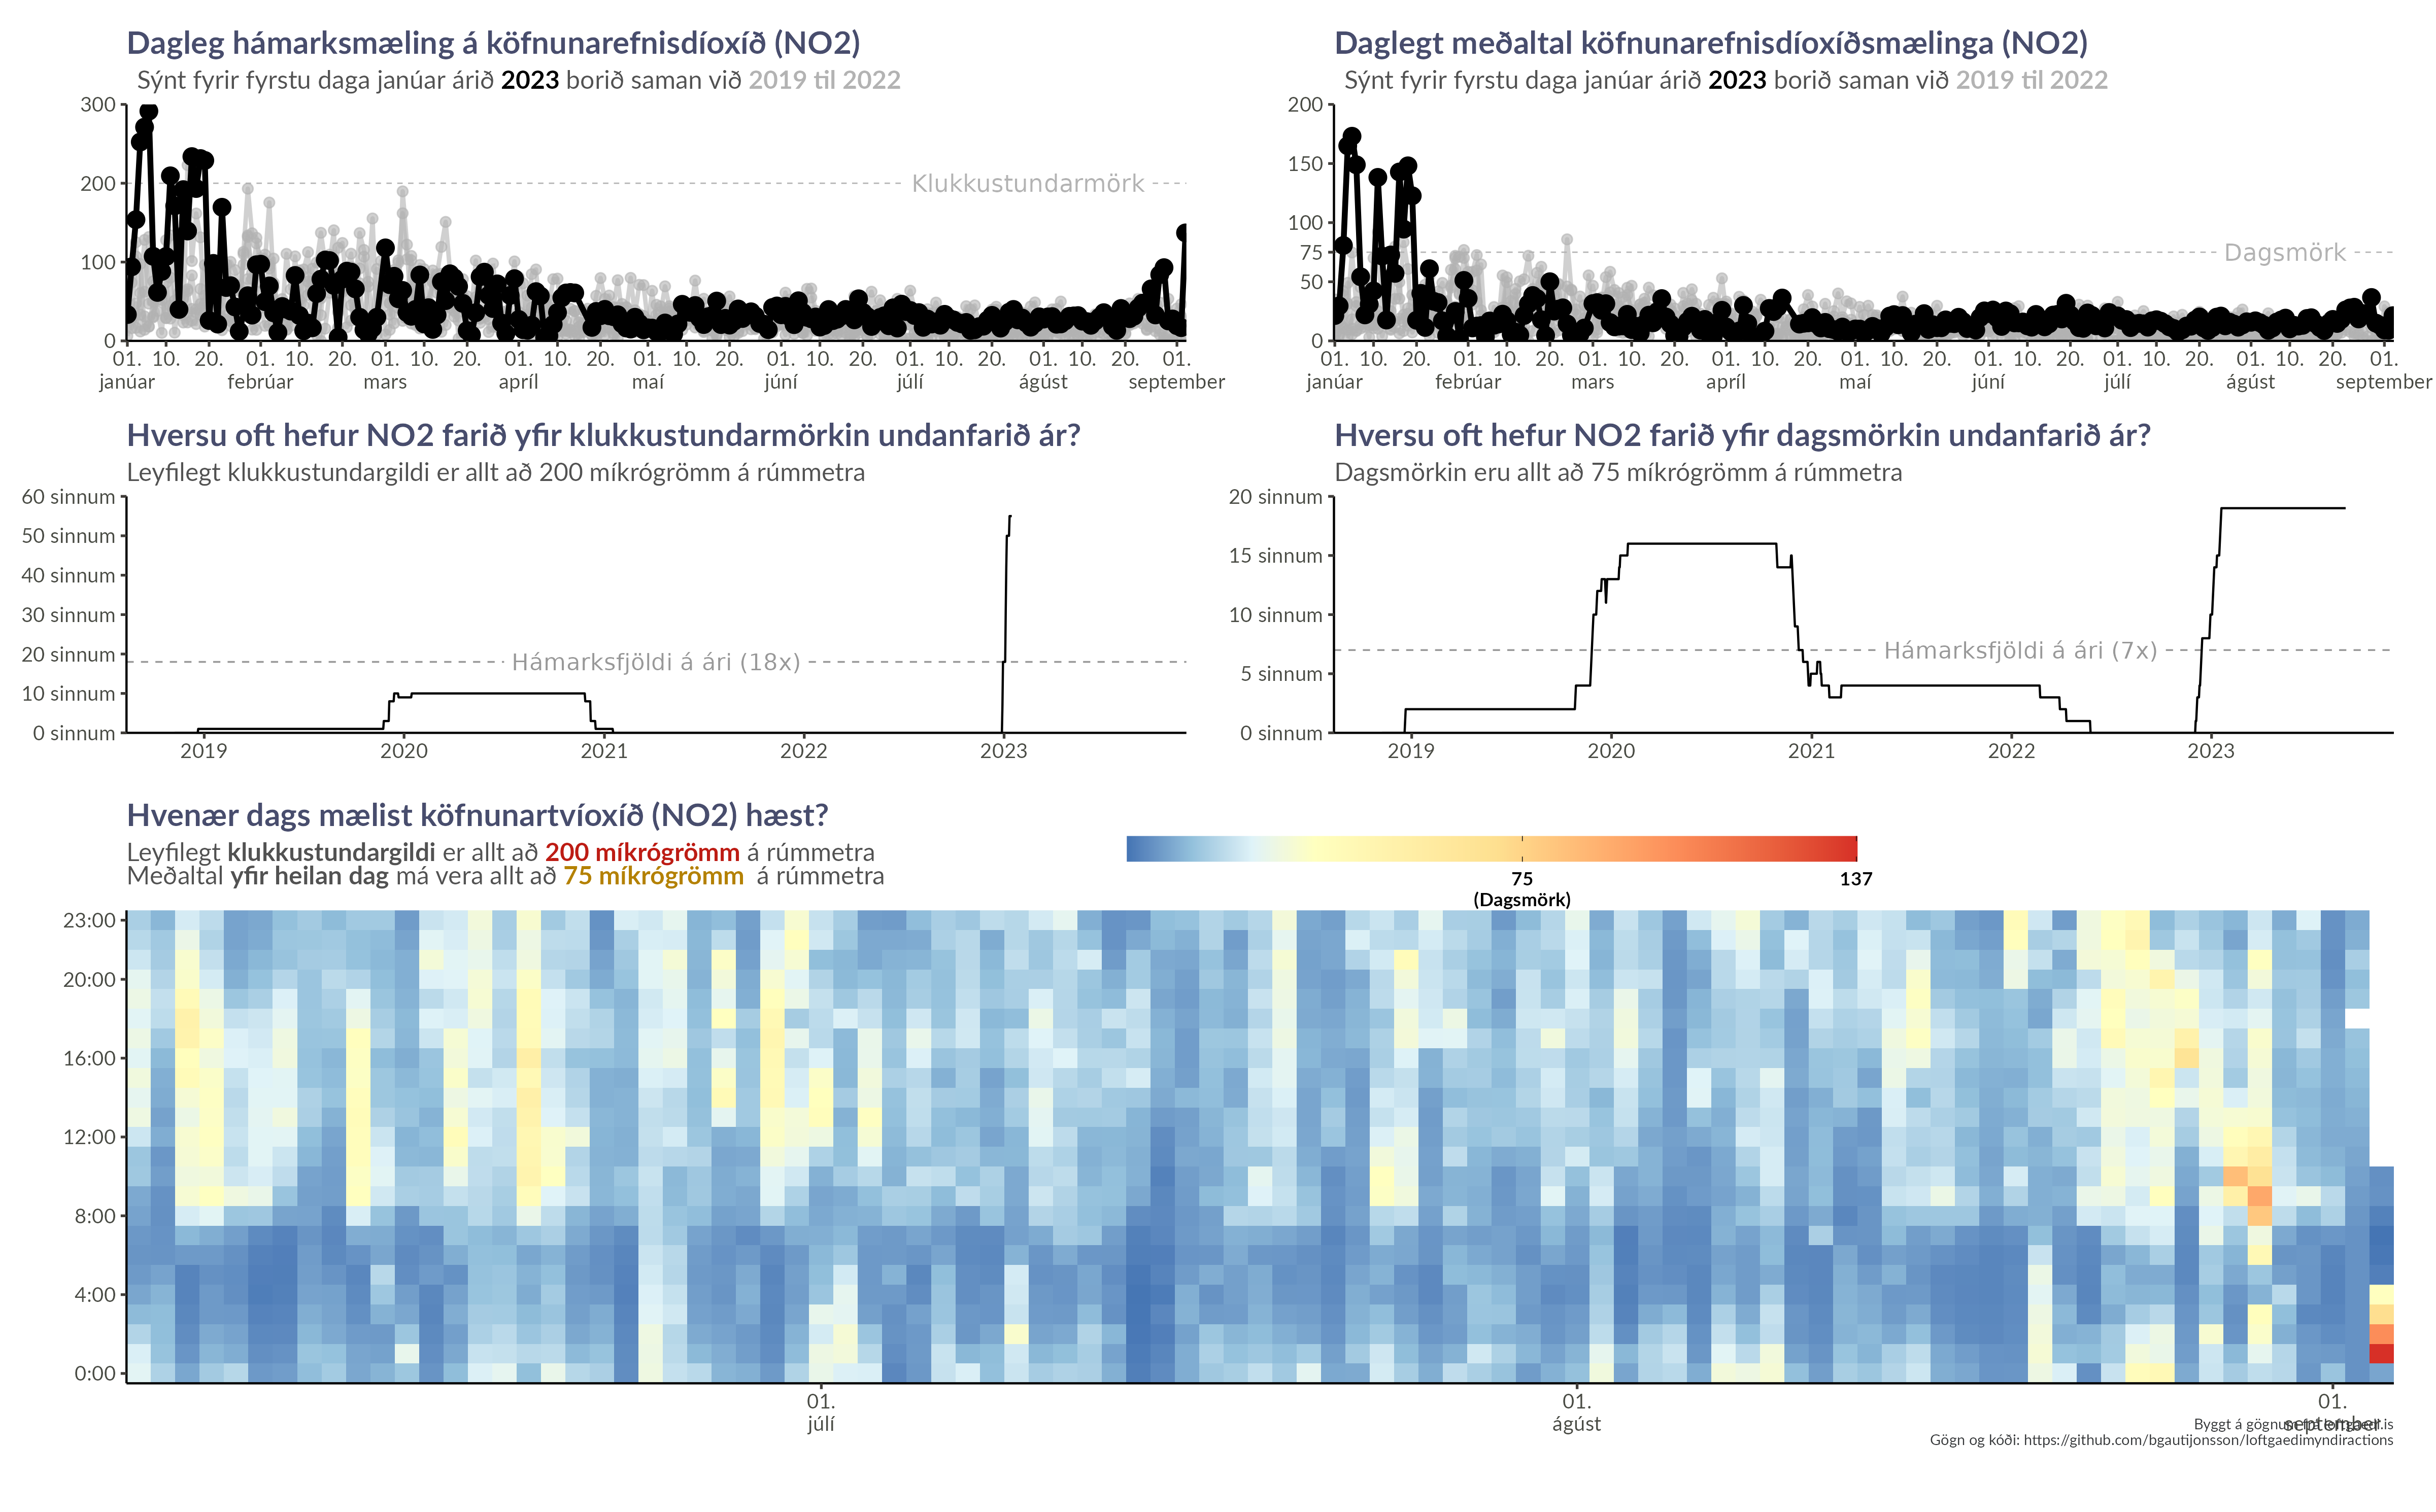 Dagleg hámarksmæling á köfnunarefnisdíoxíð (NO2)
Sýnt fyrir fyrstu daga janúar árið 2023 borið saman við 2019 til 2022
300
200
100
0
Klukkustundarmörk
01. 10. 20. 01. 10. 20. 01. 10. 20. 01. 10. 20. 01. 10. 20. 01. 10. 20. 01. 10. 20. 01. 10. 20. 01.
janúar febrúar mars apríl maí júní júlí ágúst september
Daglegt meðaltal köfnunarefnisdíoxíðsmælinga (NO2)
Sýnt fyrir fyrstu daga janúar árið 2023 borið saman við 2019 til 2022
200
150
100
75
50
0
Dagsmörk
01. 10. 20. 01. 10. 20. 01. 10. 20. 01. 10. 20. 01. 10. 20. 01. 10. 20. 01. 10. 20. 01. 10. 20. 01.
janúar febrúar mars apríl maí júní júlí ágúst september
Hversu oft hefur NO2 farið yfir klukkustundarmörkin undanfarið ár?
Leyfilegt klukkustundargildi er allt að 200 míkrógrömm á rúmmetra
60 sinnum
50 sinnum
40 sinnum
30 sinnum
20 sinnum
10 sinnum
0 sinnum
Hámarksfjöldi á ári (18x)
2019 2020 2021 2022 2023
Hversu oft hefur NO2 farið yfir dagsmörkin undanfarið ár?
Dagsmörkin eru allt að 75 míkrógrömm á rúmmetra
20 sinnum
15 sinnum
10 sinnum
5 sinnum
0 sinnum
Hámarksfjöldi á ári (7x)
2019 2020 2021 2022 2023
Hvenær dags mælist köfnunartvíoxíð (NO2) hæst?
Leyfilegt klukkustundargildi er allt að 200 míkrógrömm á rúmmetra
Meðaltal yfir heilan dag má vera allt að 75 míkrógrömm á rúmmetra
75 137
(Dagsmörk)
23:00
20:00
16:00
12:00
8:00
4:00
0:00
01. 01. 01.
júlí ágúst september
Byggt á gögnum frá loftgaedi.is
Gögn og kóði: https://github.com/bgautijonsson/loftgaedimyndiractions